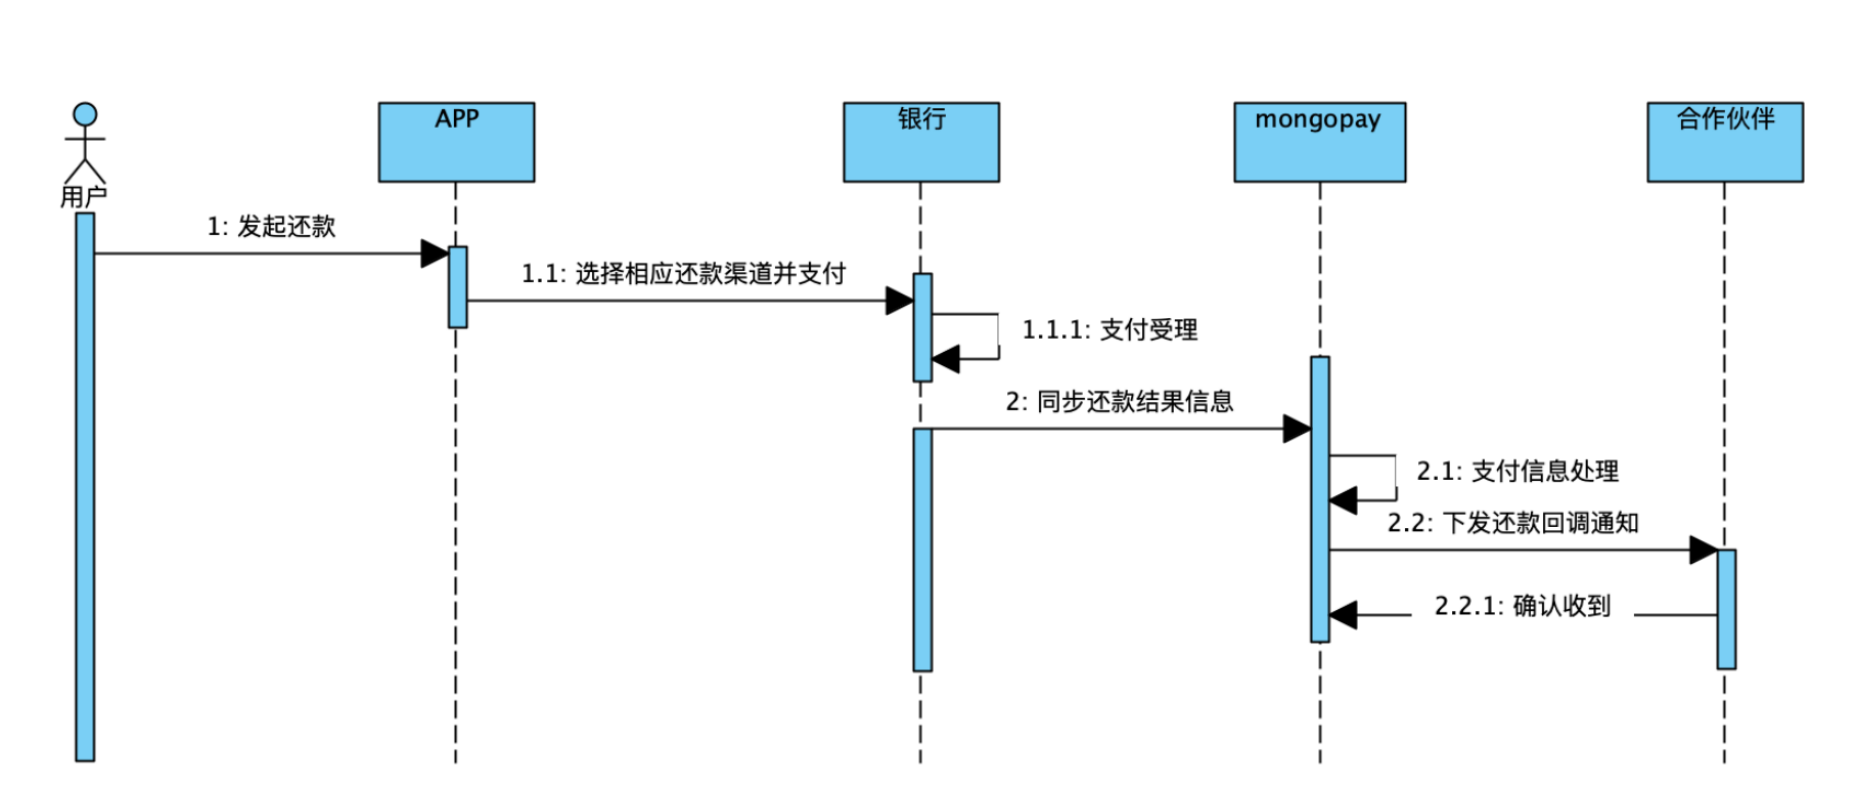 APP
银行
mongopay
合作伙伴
用户
1: 发起还款
1.1: 选择相应还款渠道并支付
1.1.1: 支付受理
2: 同步还款结果信息
2.1: 支付信息处理
2.2: 下发还款回调通知
2.2.1: 确认收到